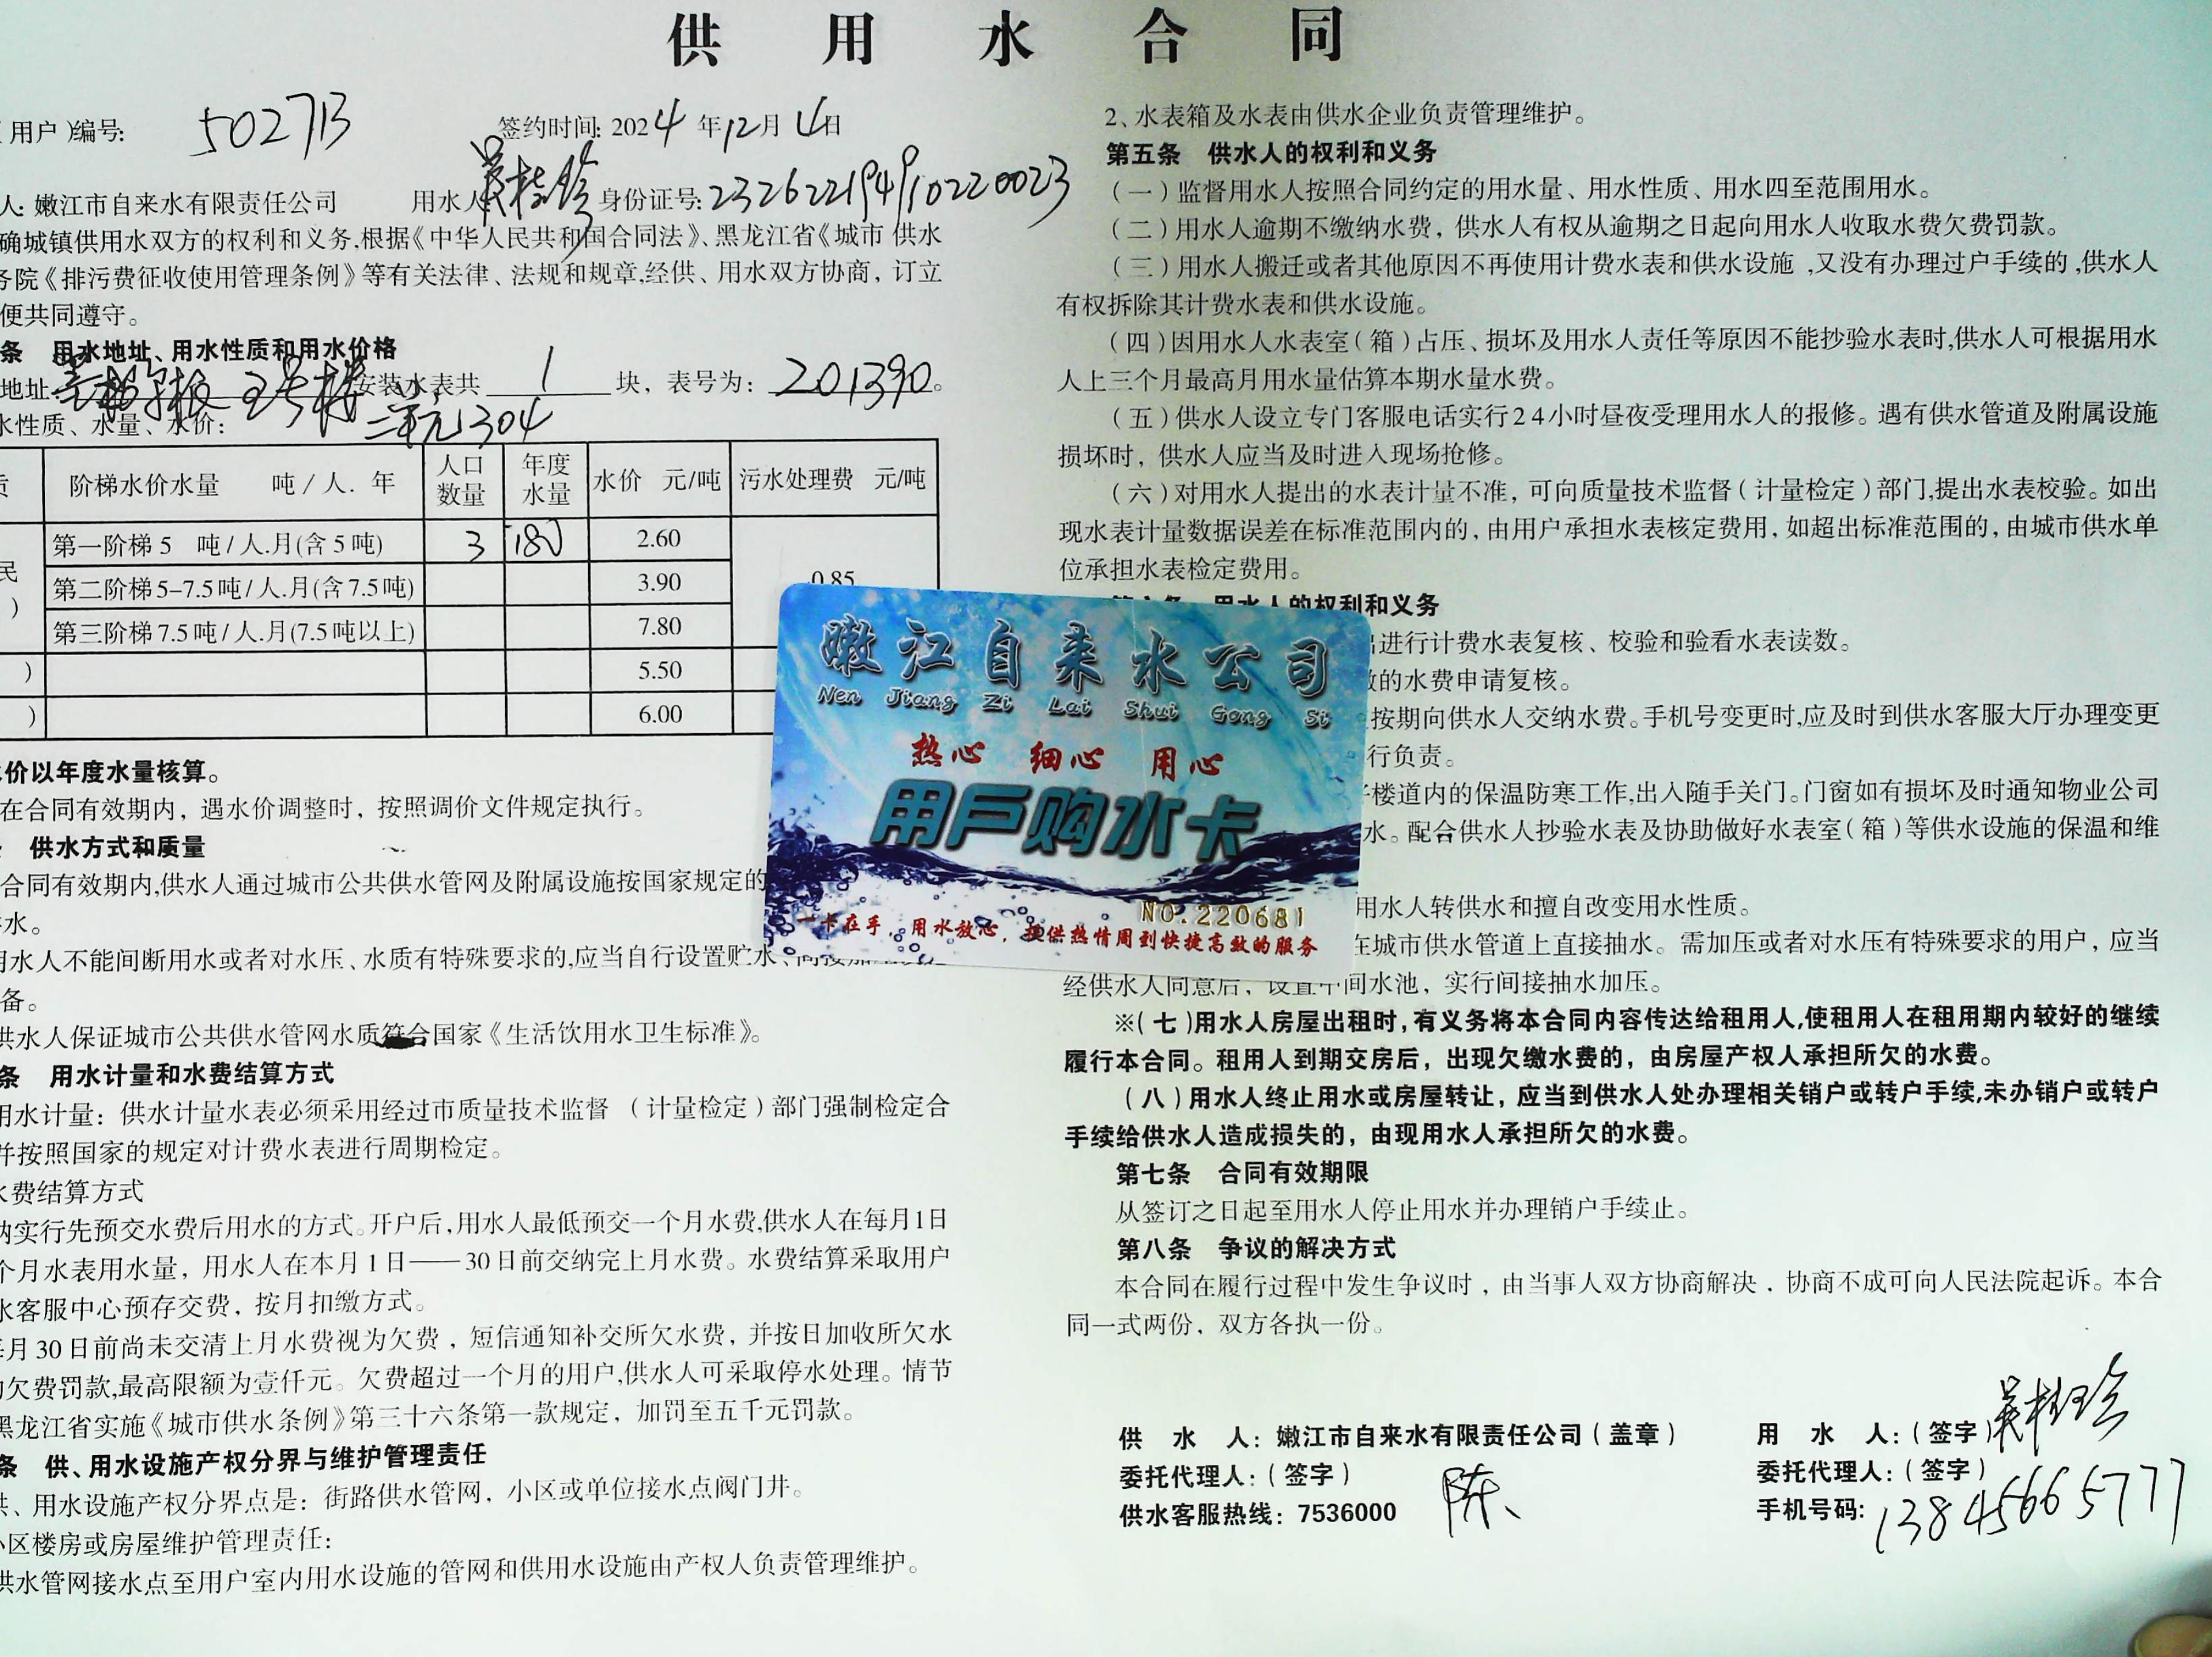 供用水合同
(用户)编号: 502713
签约时间: 2024年12月4日
人: 嫩江市自来水有限责任公司 用水人 吴桂珍 身份证号: 232622194910220023
确城镇供用水双方的权利和义务,根据《中华人民共和国合同法》、黑龙江省《城市 供水
务院《排污费征收使用管理条例》等有关法律、法规和规章,经供、用水双方协商，订立
便共同遵守。
条 用水地址、用水性质和用水价格
地址: 学校 2号楼 二单元1304 安装水表共 1 块，表号为: 201390。
水性质、水量、水价:
质 阶梯水价水量 吨/人.年 人口数量 年度水量 水价 元/吨 污水处理费 元/吨
民 第一阶梯5 吨/人.月(含5吨) 3 180 2.60
第二阶梯5-7.5吨/人.月(含7.5吨) 3.90 0.85
) 第三阶梯7.5吨/人.月(7.5吨以上) 7.80
) 5.50
) 6.00
价以年度水量核算。
在合同有效期内，遇水价调整时，按照调价文件规定执行。
供水方式和质量
合同有效期内,供水人通过城市公共供水管网及附属设施按国家规定的
水。
用水人不能间断用水或者对水压、水质有特殊要求的,应当自行设置贮水、间接加
备。
供水人保证城市公共供水管网水质符合国家《生活饮用水卫生标准》。
条 用水计量和水费结算方式
用水计量：供水计量水表必须采用经过市质量技术监督 (计量检定)部门强制检定合
并按照国家的规定对计费水表进行周期检定。
水费结算方式
纳实行先预交水费后用水的方式。开户后,用水人最低预交一个月水费,供水人在每月1日
个月水表用水量，用水人在本月1日——30日前交纳完上月水费。水费结算采取用户
水客服中心预存交费，按月扣缴方式。
每月30日前尚未交清上月水费视为欠费，短信通知补交所欠水费，并按日加收所欠水
的欠费罚款,最高限额为壹仟元。欠费超过一个月的用户,供水人可采取停水处理。情节
黑龙江省实施《城市供水条例》第三十六条第一款规定，加罚至五千元罚款。
条 供、用水设施产权分界与维护管理责任
供、用水设施产权分界点是：街路供水管网，小区或单位接水点阀门井。
小区楼房或房屋维护管理责任：
供水管网接水点至用户室内用水设施的管网和供用水设施由产权人负责管理维护。
2、水表箱及水表由供水企业负责管理维护。
第五条 供水人的权利和义务
(一)监督用水人按照合同约定的用水量、用水性质、用水四至范围用水。
(二)用水人逾期不缴纳水费，供水人有权从逾期之日起向用水人收取水费欠费罚款。
(三)用水人搬迁或者其他原因不再使用计费水表和供水设施,又没有办理过户手续的,供水人
有权拆除其计费水表和供水设施。
(四)因用水人水表室(箱)占压、损坏及用水人责任等原因不能抄验水表时,供水人可根据用水
人上三个月最高月用水量估算本期水量水费。
(五)供水人设立专门客服电话实行24小时昼夜受理用水人的报修。遇有供水管道及附属设施
损坏时，供水人应当及时进入现场抢修。
(六)对用水人提出的水表计量不准，可向质量技术监督(计量检定)部门,提出水表校验。如出
现水表计量数据误差在标准范围内的，由用户承担水表核定费用，如超出标准范围的，由城市供水单
位承担水表检定费用。
第六条 用水人的权利和义务
进行计费水表复核、校验和验看水表读数。
的水费申请复核。
按期向供水人交纳水费。手机号变更时,应及时到供水客服大厅办理变更
行负责。
楼道内的保温防寒工作,出入随手关门。门窗如有损坏及时通知物业公司
水。配合供水人抄验水表及协助做好水表室(箱)等供水设施的保温和维
用水人转供水和擅自改变用水性质。
在城市供水管道上直接抽水。需加压或者对水压有特殊要求的用户，应当
经供水人同意后，设置中间水池，实行间接抽水加压。
※(七)用水人房屋出租时,有义务将本合同内容传达给租用人,使租用人在租用期内较好的继续
履行本合同。租用人到期交房后，出现欠缴水费的，由房屋产权人承担所欠的水费。
(八)用水人终止用水或房屋转让，应当到供水人处办理相关销户或转户手续,未办销户或转户
手续给供水人造成损失的，由现用水人承担所欠的水费。
第七条 合同有效期限
从签订之日起至用水人停止用水并办理销户手续止。
第八条 争议的解决方式
本合同在履行过程中发生争议时，由当事人双方协商解决，协商不成可向人民法院起诉。本合
同一式两份，双方各执一份。
供 水 人：嫩江市自来水有限责任公司(盖章)
委托代理人：(签字) 陈
供水客服热线：7536000
用 水 人：(签字) 吴桂珍
委托代理人：(签字)
手机号码: 13845665777
嫩江自来水公司
Nen Jiang Zi Lai Shui Gong Si
热心 细心 用心
用户购水卡
NO.220681
一卡在手，用水放心，提供热情周到快捷高效的服务